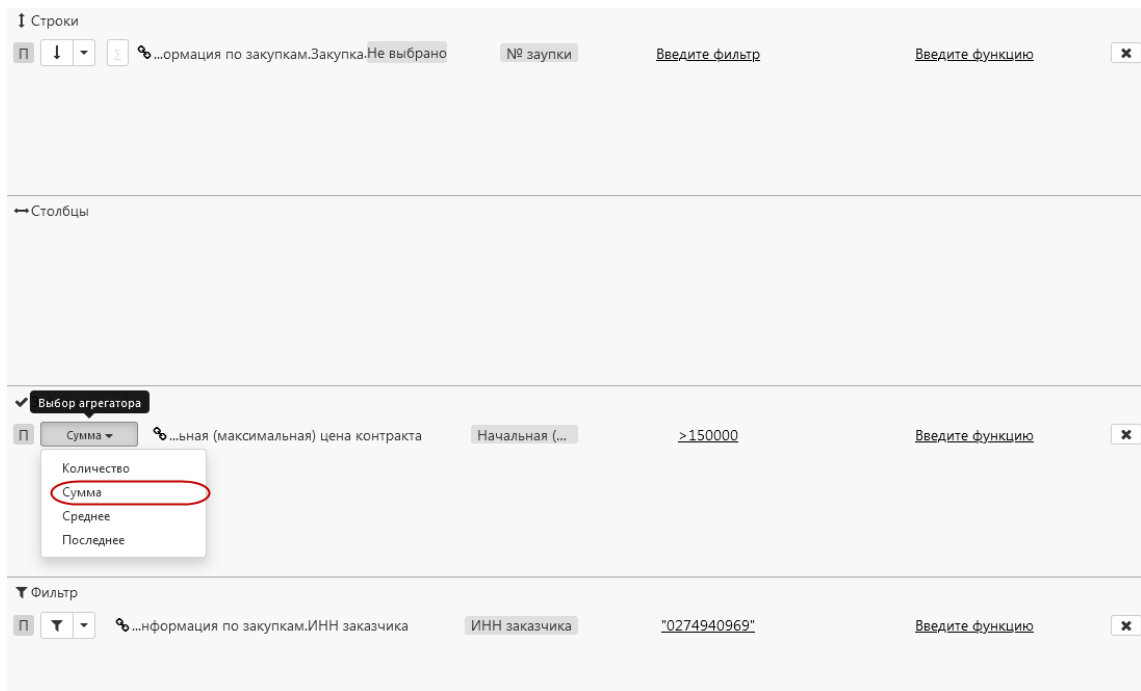 Строки
П Σ ...ормация по закупкам.Закупка.Не выбрано № заупки Введите фильтр Введите функцию
Столбцы
Выбор агрегатора
П Сумма ...ьная (максимальная) цена контракта Начальная (... >150000 Введите функцию
Количество
Сумма
Среднее
Последнее
Фильтр
П ...нформация по закупкам.ИНН заказчика ИНН заказчика "0274940969" Введите функцию